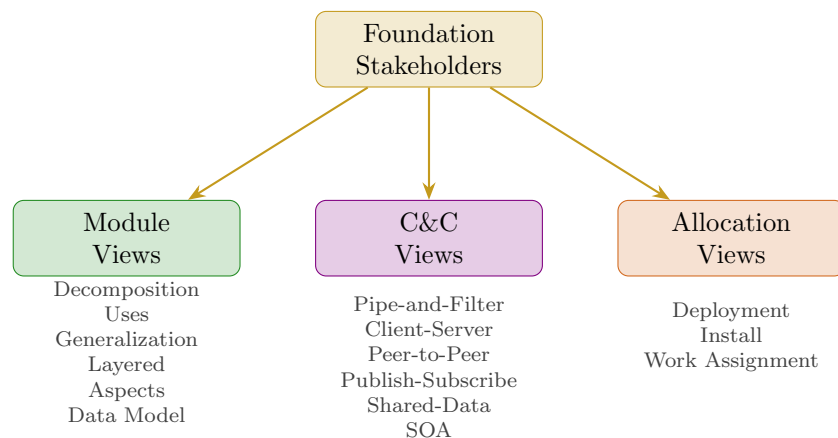 Foundation
Stakeholders
Module
Views
Decomposition
Uses
Generalization
Layered
Aspects
Data Model
C&C
Views
Pipe-and-Filter
Client-Server
Peer-to-Peer
Publish-Subscribe
Shared-Data
SOA
Allocation
Views
Deployment
Install
Work Assignment